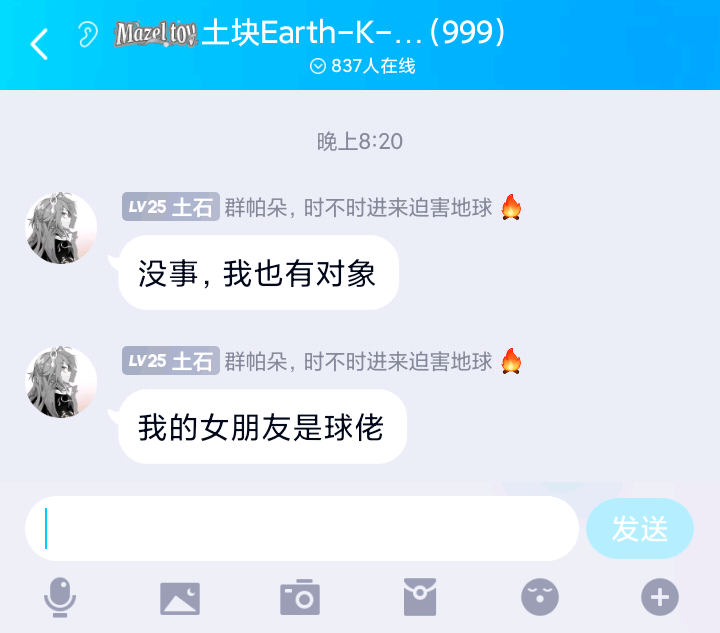 Mazel toy 土块Earth-K-...(999)
837人在线
晚上8:20
LV25 土石 群帕朵, 时不时进来迫害地球 🔥
没事, 我也有对象
LV25 土石 群帕朵, 时不时进来迫害地球 🔥
我的女朋友是球佬
发送